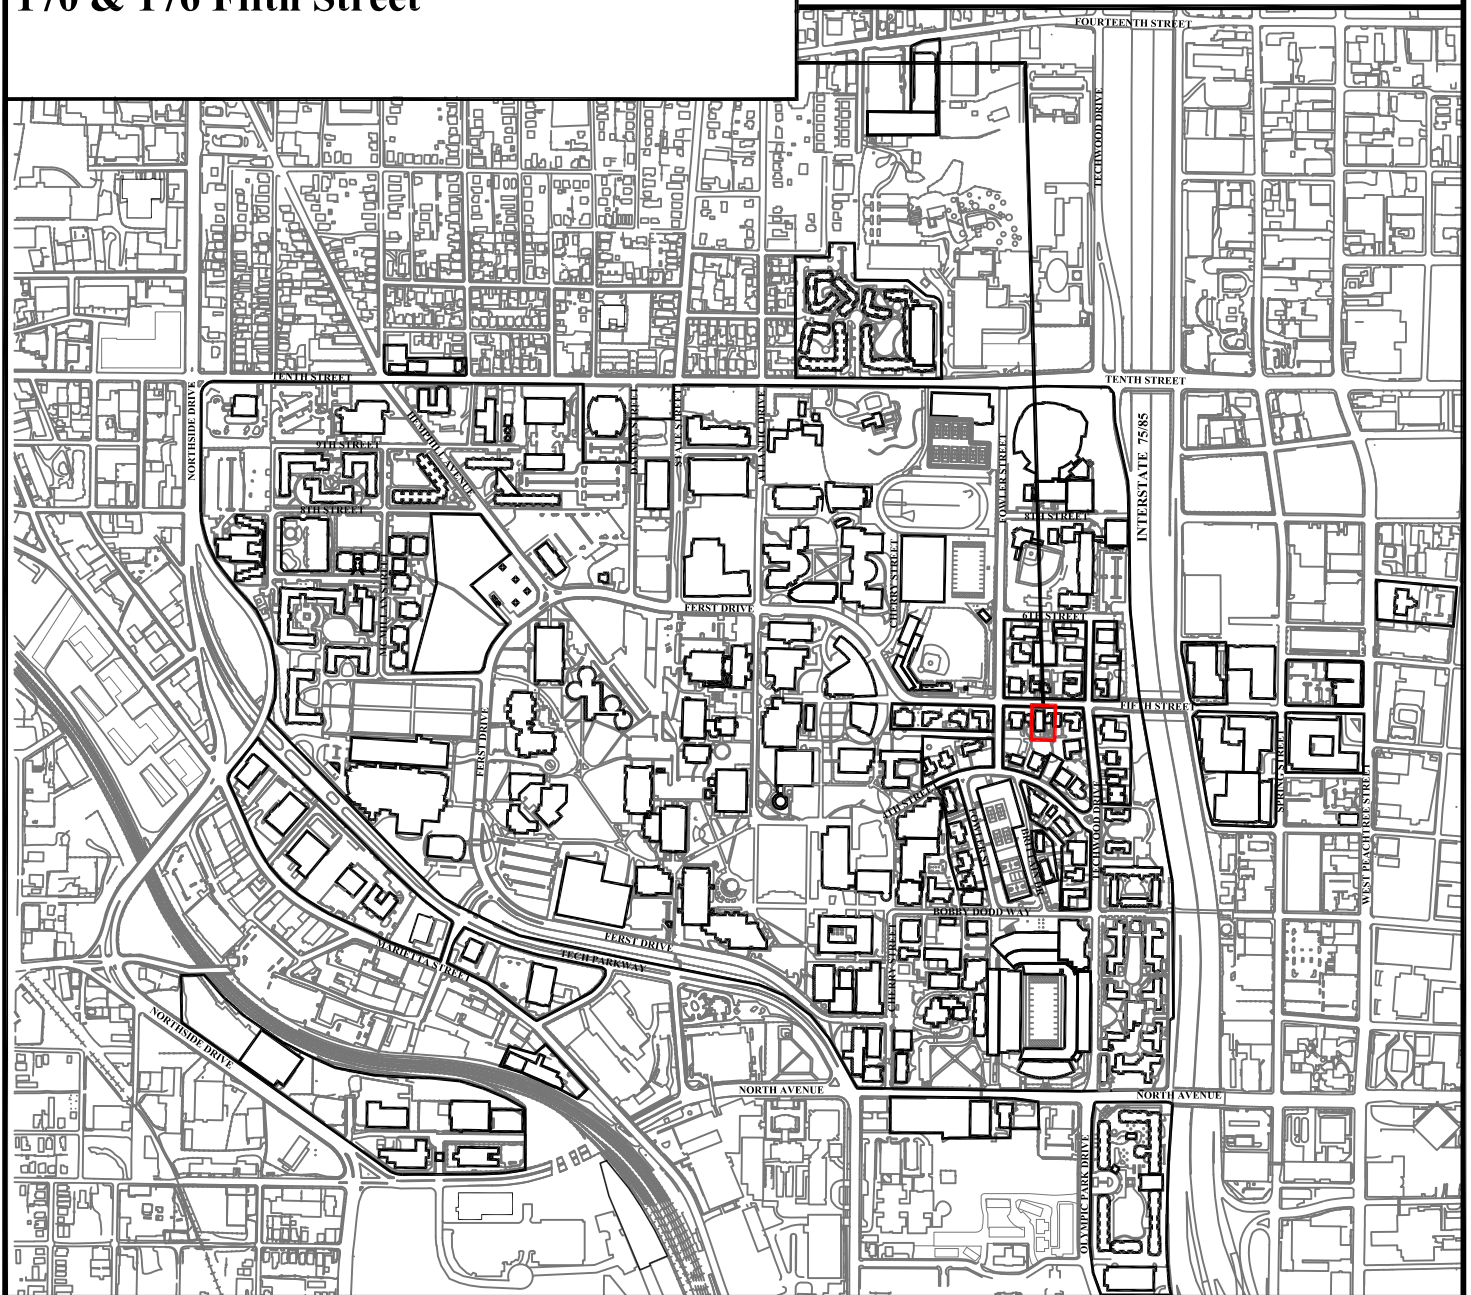 170 & 176 Fifth Street
FOURTEENTH STREET
TECHWOOD DRIVE
TENTH STREET
TENTH STREET
NORTHSIDE DRIVE
HEMPHILL AVENUE
DALNEY STREET
STATE STREET
ATLANTIC DRIVE
FOWLER STREET
INTERSTATE 75/85
9TH STREET
8TH STREET
8TH STREET
CHERRY STREET
FERST DRIVE
6TH STREET
FIFTH STREET
FERST DRIVE
SPRING STREET
WEST PEACHTREE STREET
4TH STREET
TECHWOOD DRIVE
BOBBY DODD WAY
FERST DRIVE
TECH PARKWAY
MARIETTA STREET
CHERRY STREET
NORTHSIDE DRIVE
NORTH AVENUE
NORTH AVENUE
OLYMPIC PARK DRIVE